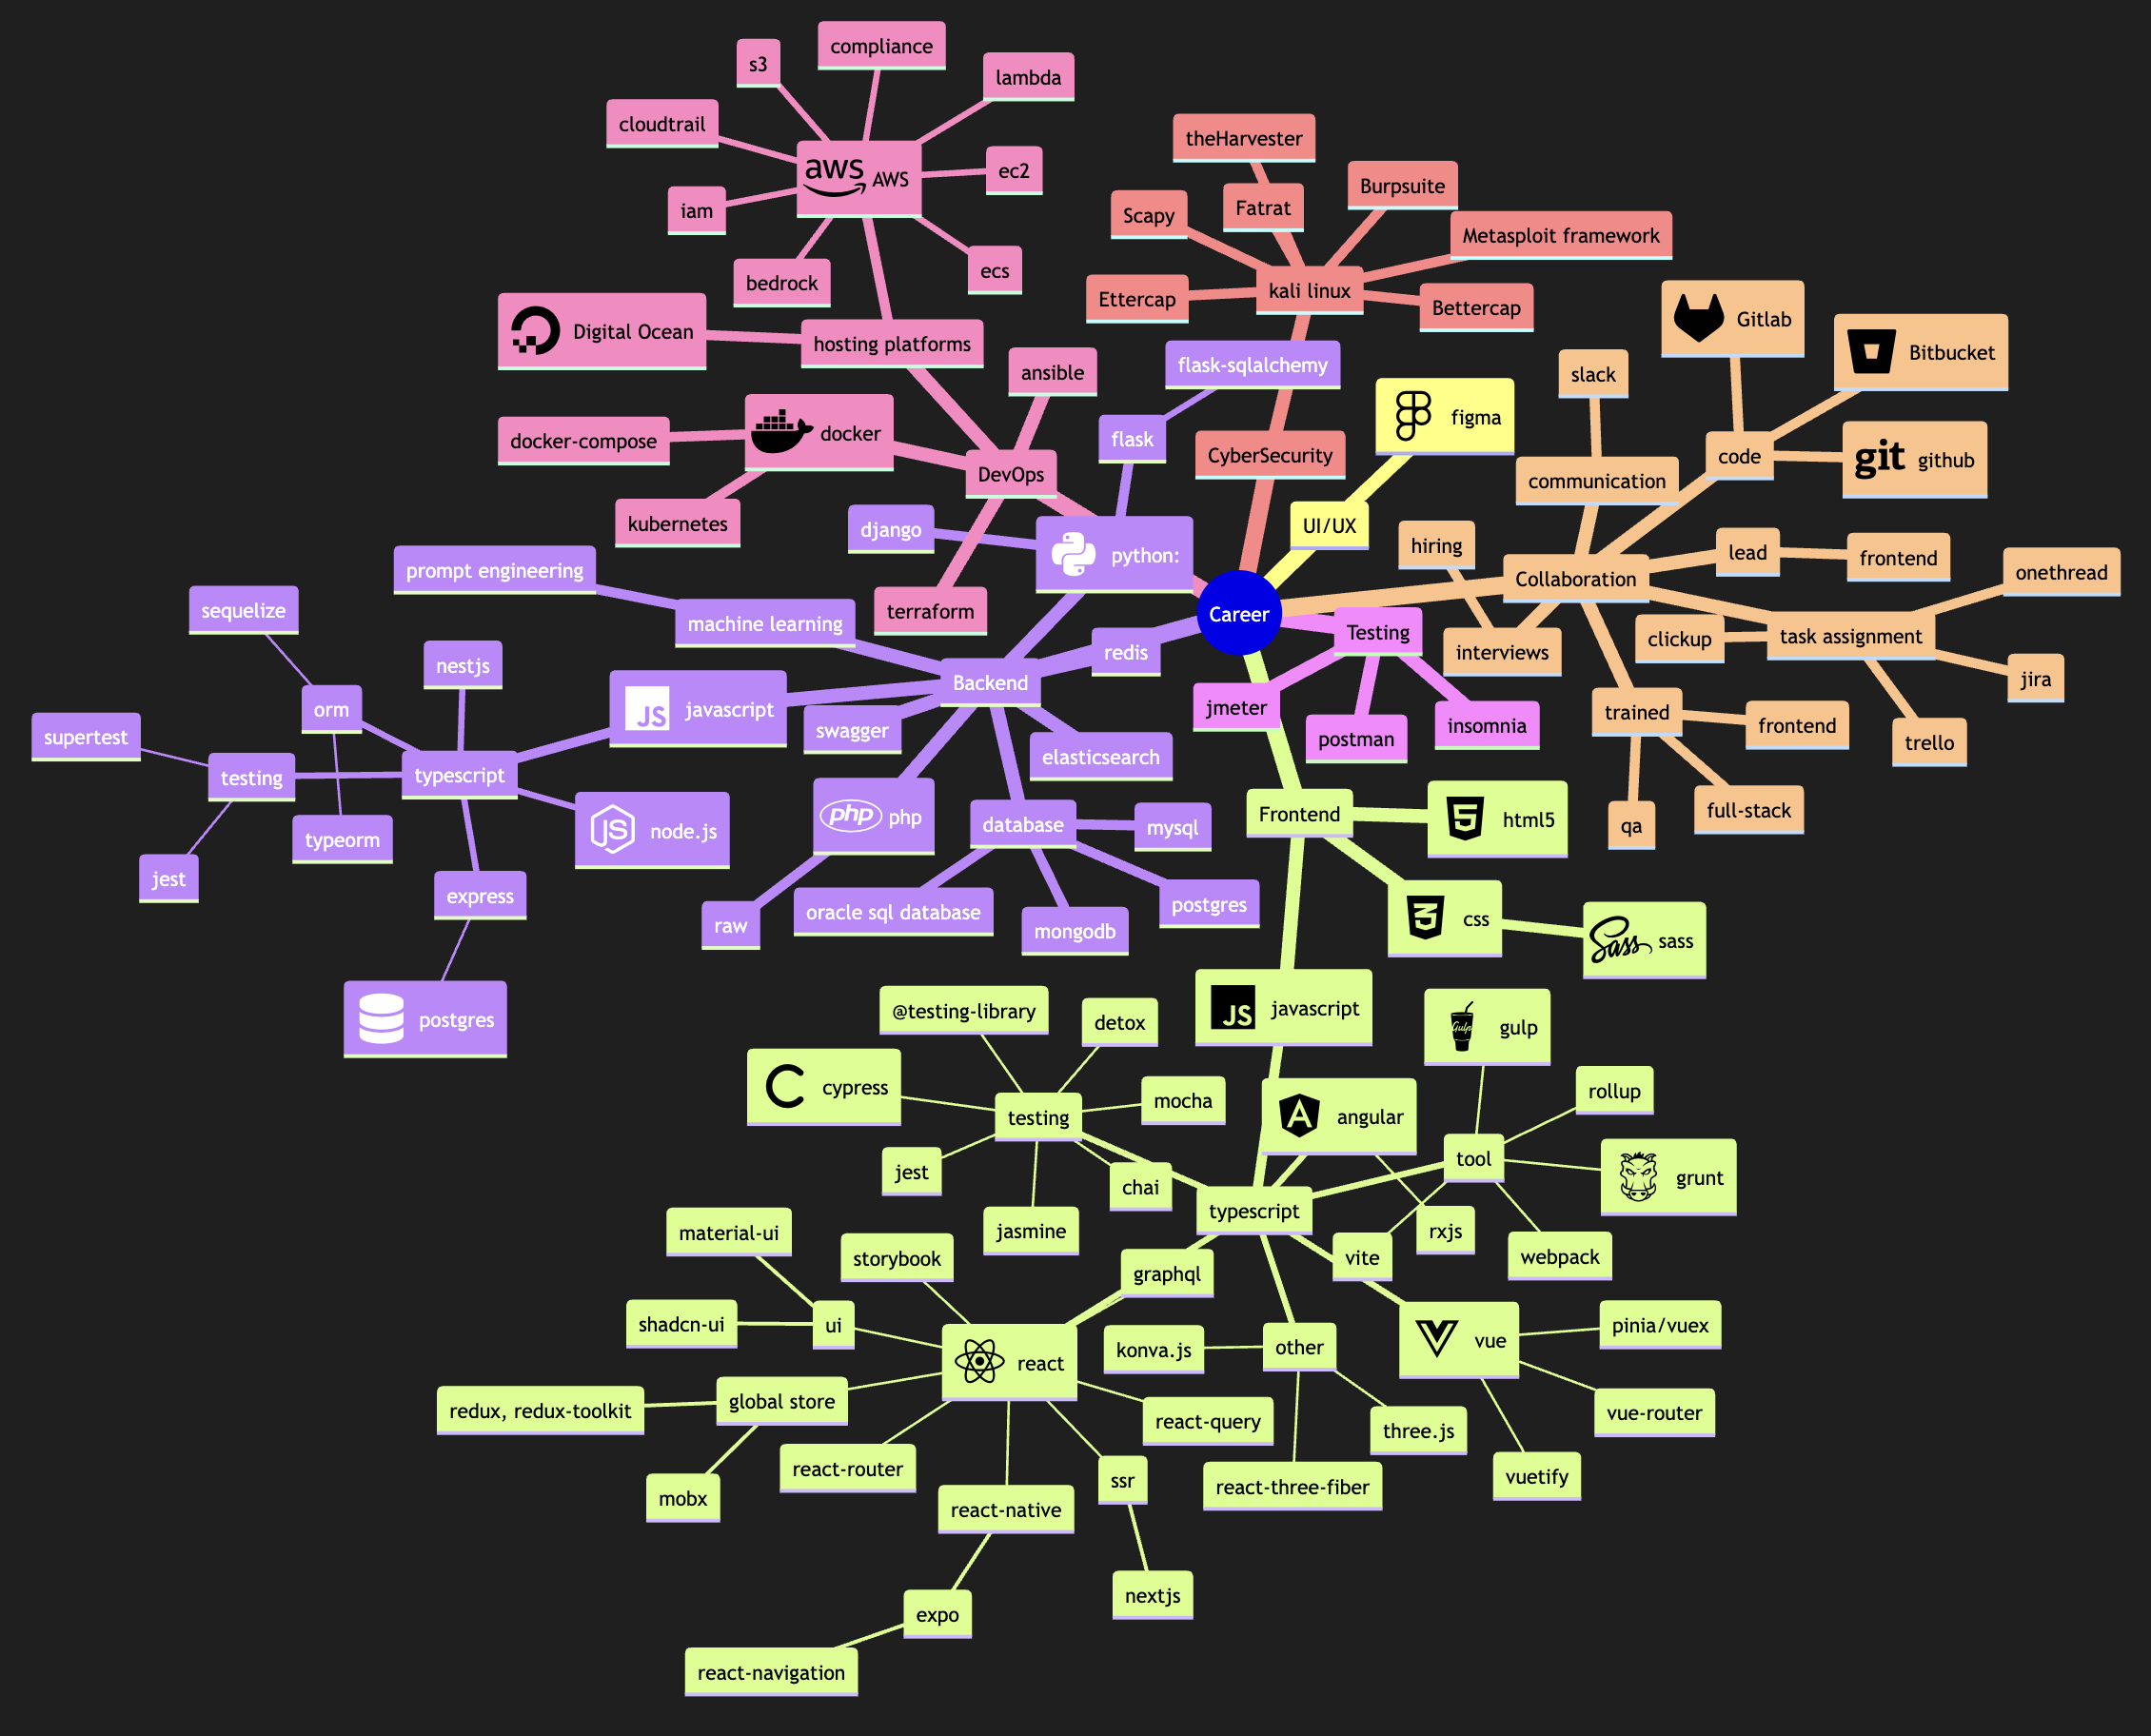 compliance
s3
lambda
cloudtrail
aws AWS
ec2
iam
ecs
bedrock
Digital Ocean
hosting platforms
ansible
docker-compose
docker
DevOps
kubernetes
terraform
theHarvester
Burpsuite
Scapy
Fatrat
Metasploit framework
kali linux
Ettercap
Bettercap
CyberSecurity
flask-sqlalchemy
flask
django
python:
figma
UI/UX
Gitlab
Bitbucket
slack
code
git github
communication
hiring
lead
frontend
Collaboration
onethread
interviews
clickup
task assignment
jira
trained
frontend
trello
qa
full-stack
Career
Testing
jmeter
postman
insomnia
prompt engineering
machine learning
redis
Backend
sequelize
nestjs
orm
JS javascript
swagger
elasticsearch
supertest
testing
typescript
typeorm
jest
JS node.js
express
postgres
php php
raw
database
mysql
oracle sql database
mongodb
postgres
Frontend
5 html5
3 css
Sass sass
JS javascript
@testing-library
detox
cypress
mocha
testing
jest
chai
jasmine
A angular
Gulp gulp
rollup
tool
grunt
typescript
rxjs
vite
webpack
material-ui
storybook
graphql
shadcn-ui
ui
react
konva.js
other
vue
pinia/vuex
redux, redux-toolkit
global store
react-query
three.js
vue-router
mobx
react-router
ssr
react-three-fiber
vuetify
react-native
nextjs
expo
react-navigation